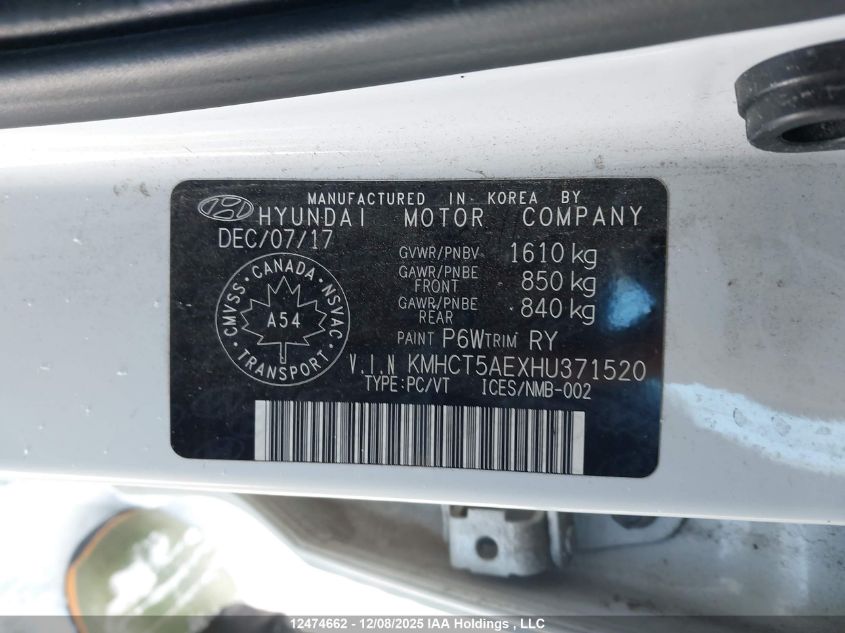 MANUFACTURED IN KOREA BY
HYUNDAI MOTOR COMPANY
DEC/07/17
GVWR/PNBV 1610 kg
GAWR/PNBE FRONT 850 kg
GAWR/PNBE REAR 840 kg
PAINT P6W TRIM RY
CMVSS · CANADA · NSVAC · TRANSPORT ·
A54
V.I.N KMHCT5AEXHU371520
TYPE:PC/VT ICES/NMB-002
12474662 - 12/08/2025 IAA Holdings , LLC